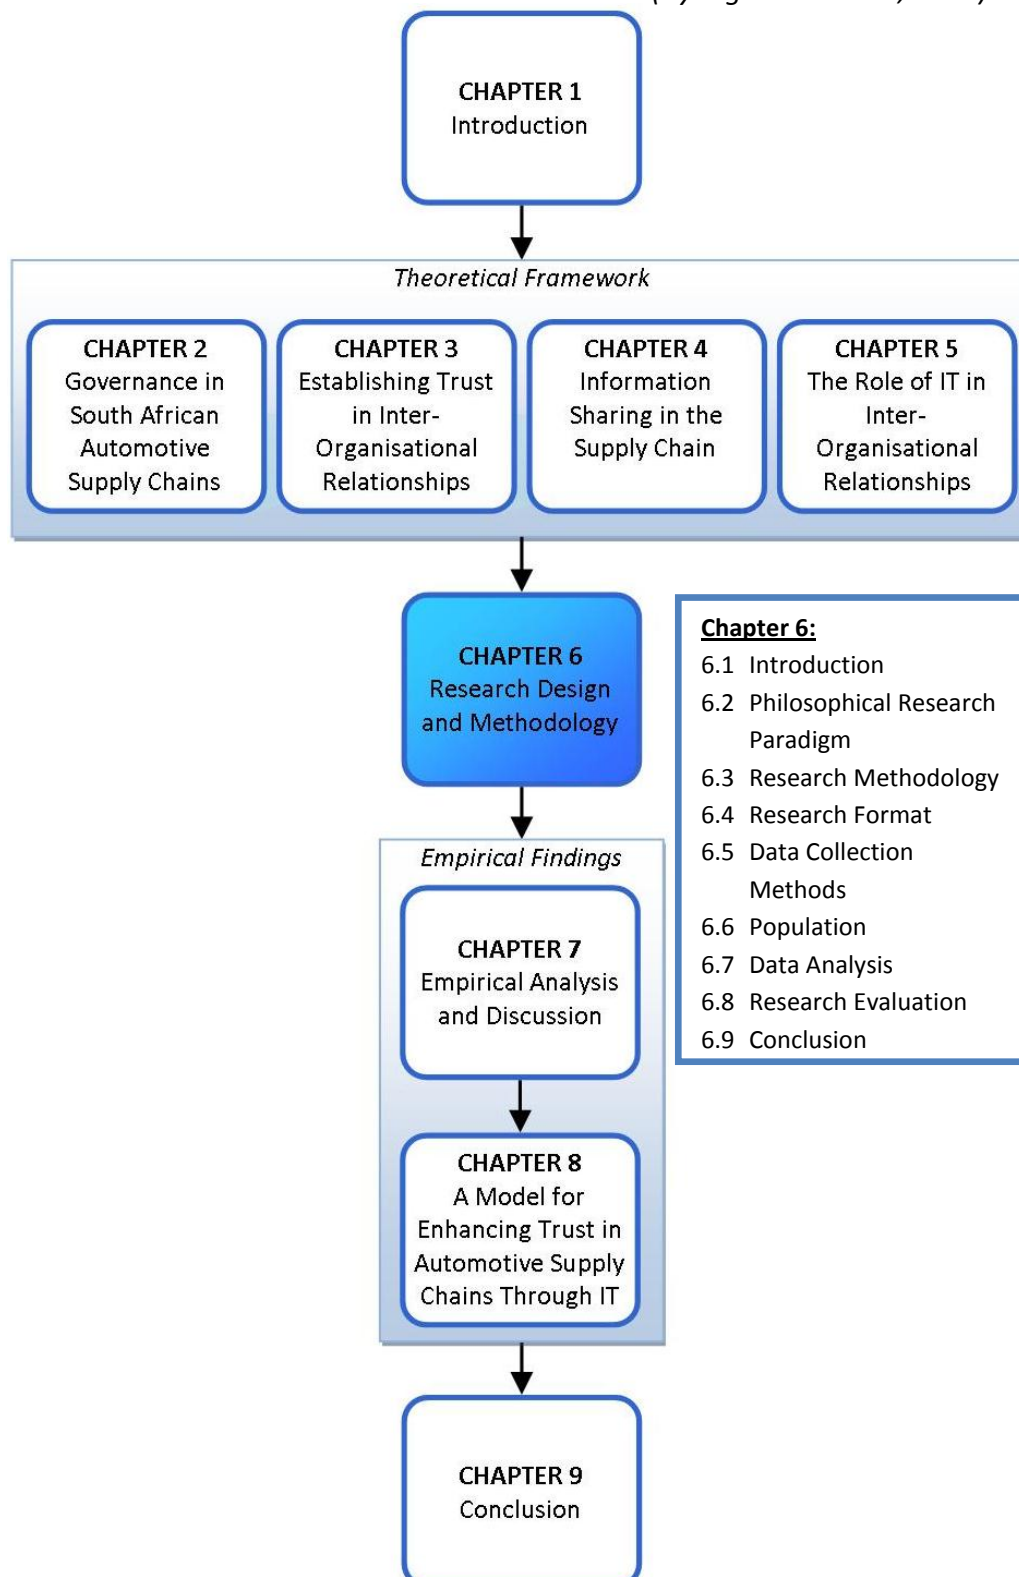 CHAPTER 1
Introduction
Theoretical Framework
CHAPTER 2
Governance in
South African
Automotive
Supply Chains
CHAPTER 3
Establishing Trust
in Inter-
Organisational
Relationships
CHAPTER 4
Information
Sharing in the
Supply Chain
CHAPTER 5
The Role of IT in
Inter-
Organisational
Relationships
CHAPTER 6
Research Design
and Methodology
Chapter 6:
6.1 Introduction
6.2 Philosophical Research
Paradigm
6.3 Research Methodology
6.4 Research Format
6.5 Data Collection
Methods
6.6 Population
6.7 Data Analysis
6.8 Research Evaluation
6.9 Conclusion
Empirical Findings
CHAPTER 7
Empirical Analysis
and Discussion
CHAPTER 8
A Model for
Enhancing Trust in
Automotive Supply
Chains Through IT
CHAPTER 9
Conclusion